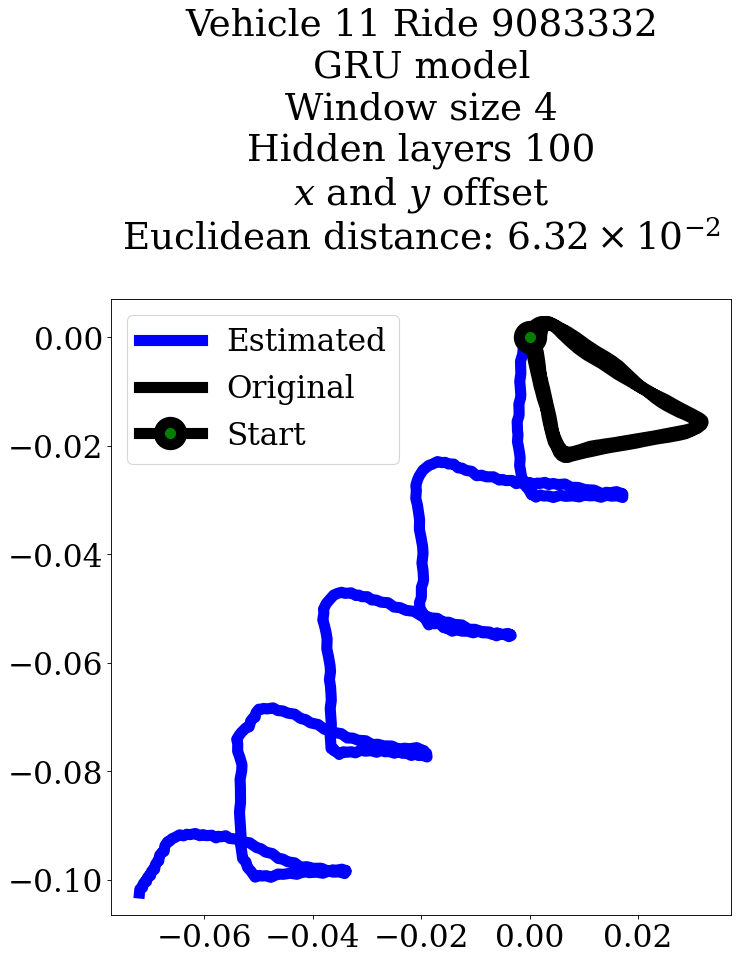 Vehicle 11 Ride 9083332
GRU model
Window size 4
Hidden layers 100
x and y offset
Euclidean distance: 6.32 × 10⁻²
Estimated
Original
Start
0.00
−0.02
−0.04
−0.06
−0.08
−0.10
−0.06 −0.04 −0.02 0.00 0.02